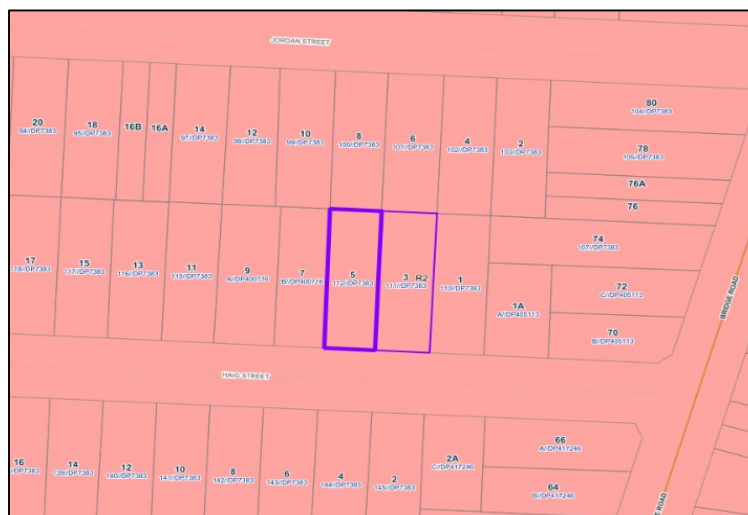 JORDAN STREET
20
94//DP7383
18
95//DP7383
16B
16A
14
97//DP7383
12
98//DP7383
10
99//DP7383
8
100//DP7383
6
101//DP7383
4
102//DP7383
2
103//DP7383
80
104//DP7383
78
105//DP7383
76A
76
17
118//DP7383
15
117//DP7383
13
116//DP7383
11
115//DP7383
9
A//DP400716
7
B//DP400716
5
112//DP7383
3 R2
111//DP7383
1
110//DP7383
74
107//DP7383
1A
A//DP405113
72
C//DP405113
70
B//DP405113
BRIDGE ROAD
HAIG STREET
16
//DP7383
14
139//DP7383
12
140//DP7383
10
141//DP7383
8
142//DP7383
6
143//DP7383
4
144//DP7383
2
145//DP7383
2A
C//DP417246
66
A//DP417246
64
B//DP417246
ROAD